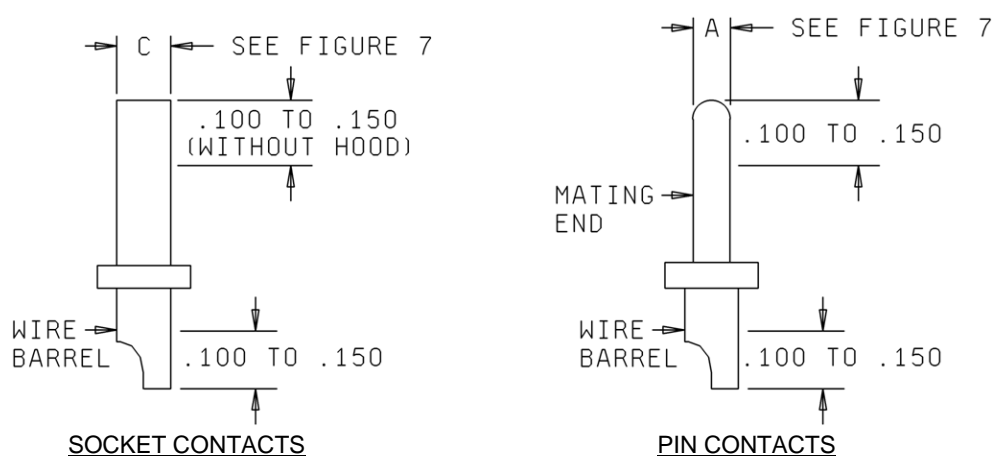 C SEE FIGURE 7
.100 TO .150
(WITHOUT HOOD)
WIRE
BARREL
.100 TO .150
SOCKET CONTACTS
A SEE FIGURE 7
.100 TO .150
MATING
END
WIRE
BARREL
.100 TO .150
PIN CONTACTS